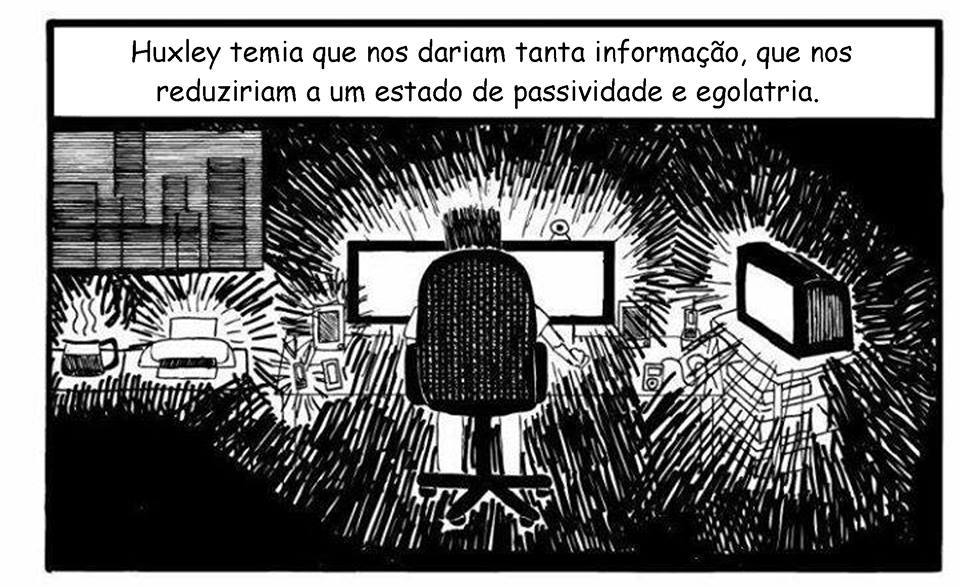 Huxley temia que nos dariam tanta informação, que nos
reduziriam a um estado de passividade e egolatria.